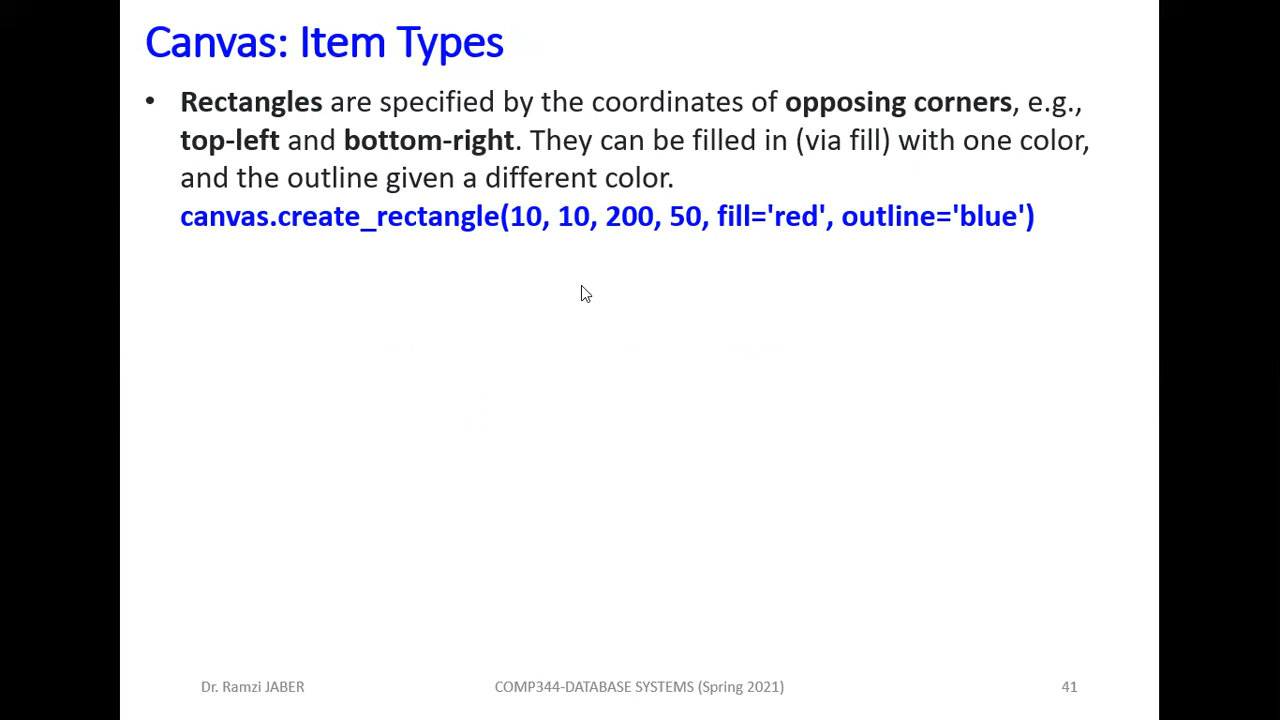 Canvas: Item Types
• Rectangles are specified by the coordinates of opposing corners, e.g.,
top-left and bottom-right. They can be filled in (via fill) with one color,
and the outline given a different color.
canvas.create_rectangle(10, 10, 200, 50, fill='red', outline='blue')
Dr. Ramzi JABER
COMP344-DATABASE SYSTEMS (Spring 2021)
41